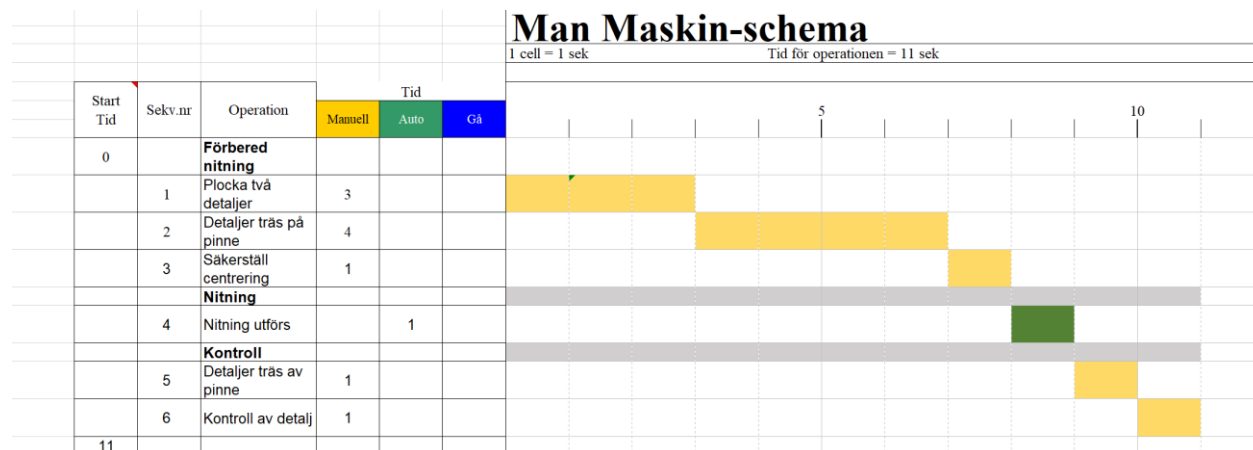 Man Maskin-schema
1 cell = 1 sek Tid för operationen = 11 sek
Start Tid Sekv.nr Operation Tid
Manuell Auto Gå 5 10
0 Förbered nitning
1 Plocka två detaljer 3
2 Detaljer träs på pinne 4
3 Säkerställ centrering 1
Nitning
4 Nitning utförs 1
Kontroll
5 Detaljer träs av pinne 1
6 Kontroll av detalj 1
11